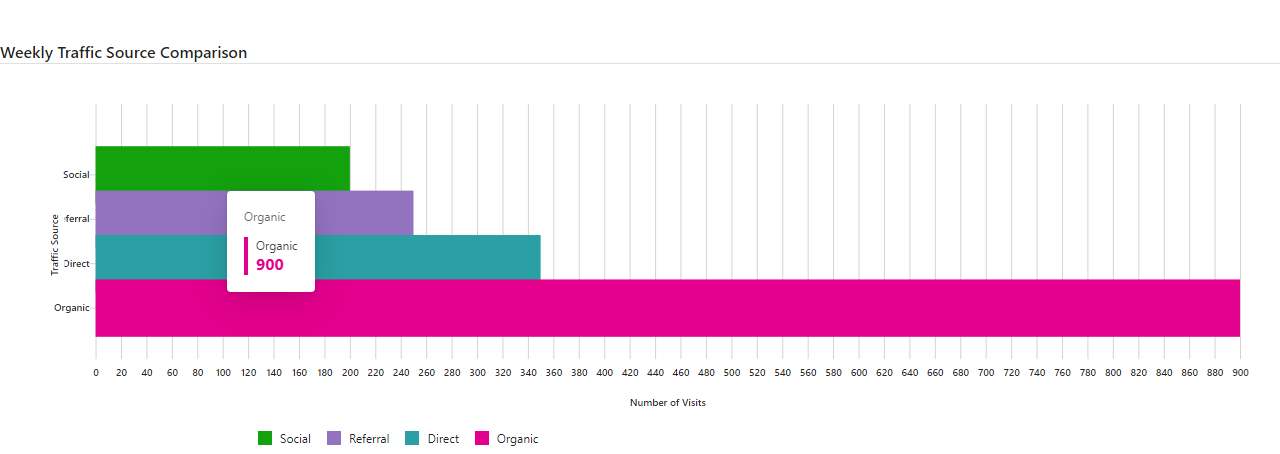 Weekly Traffic Source Comparison
Social
ferral
Direct
Organic
Traffic Source
Organic
Organic
900
0 20 40 60 80 100 120 140 160 180 200 220 240 260 280 300 320 340 360 380 400 420 440 460 480 500 520 540 560 580 600 620 640 660 680 700 720 740 760 780 800 820 840 860 880 900
Number of Visits
Social Referral Direct Organic